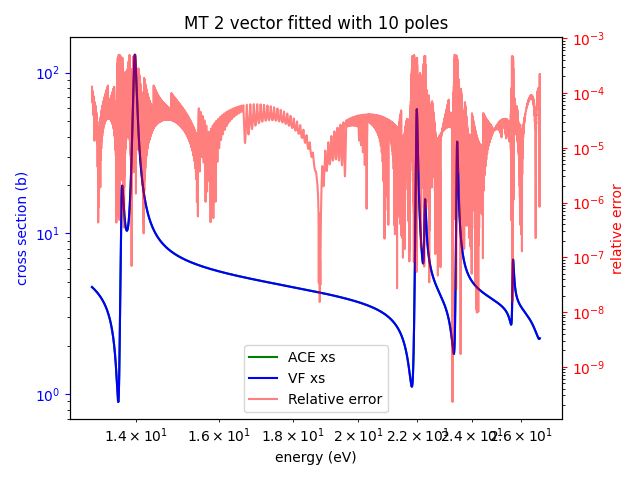 MT 2 vector fitted with 10 poles
cross section (b)
10²
10¹
10⁰
10⁻³
10⁻⁴
10⁻⁵
10⁻⁶
10⁻⁷
10⁻⁸
10⁻⁹
relative error
ACE xs
VF xs
Relative error
1.4 × 10¹ 1.6 × 10¹ 1.8 × 10¹ 2 × 10¹ 2.2 × 10¹ 2.4 × 10¹ 2.6 × 10¹
energy (eV)